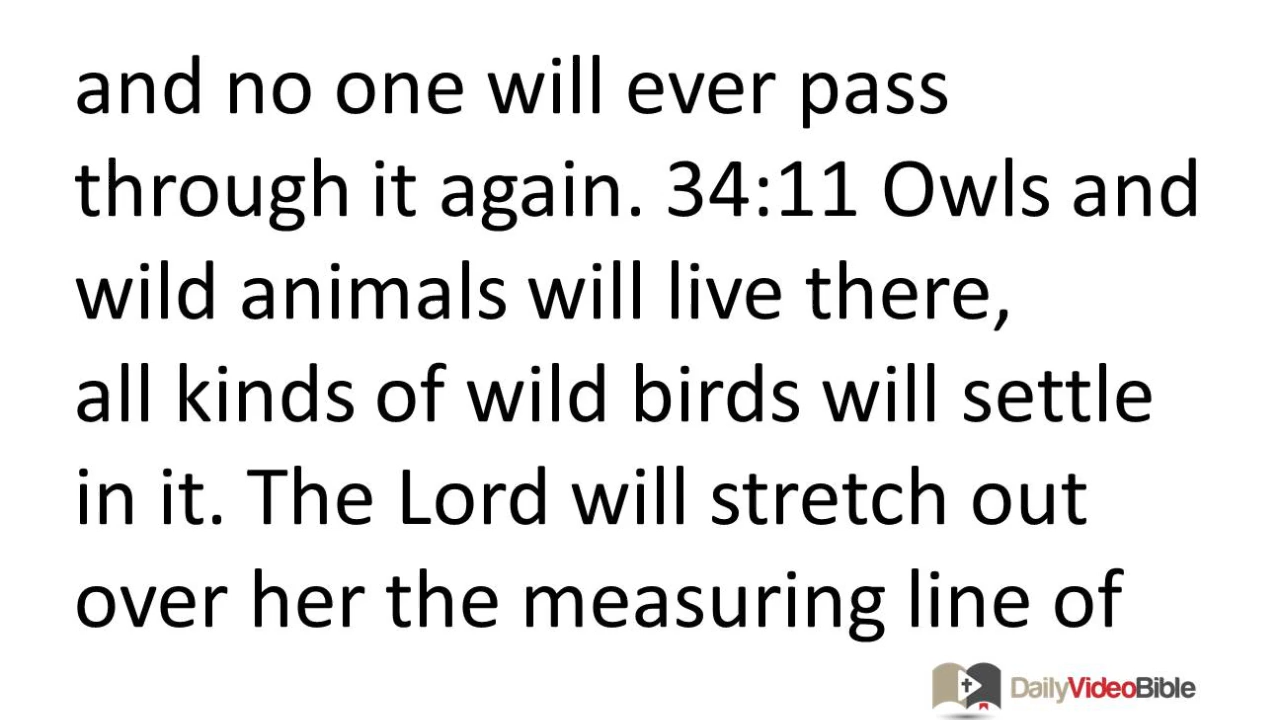 and no one will ever pass
through it again. 34:11 Owls and
wild animals will live there,
all kinds of wild birds will settle
in it. The Lord will stretch out
over her the measuring line of
DailyVideoBible